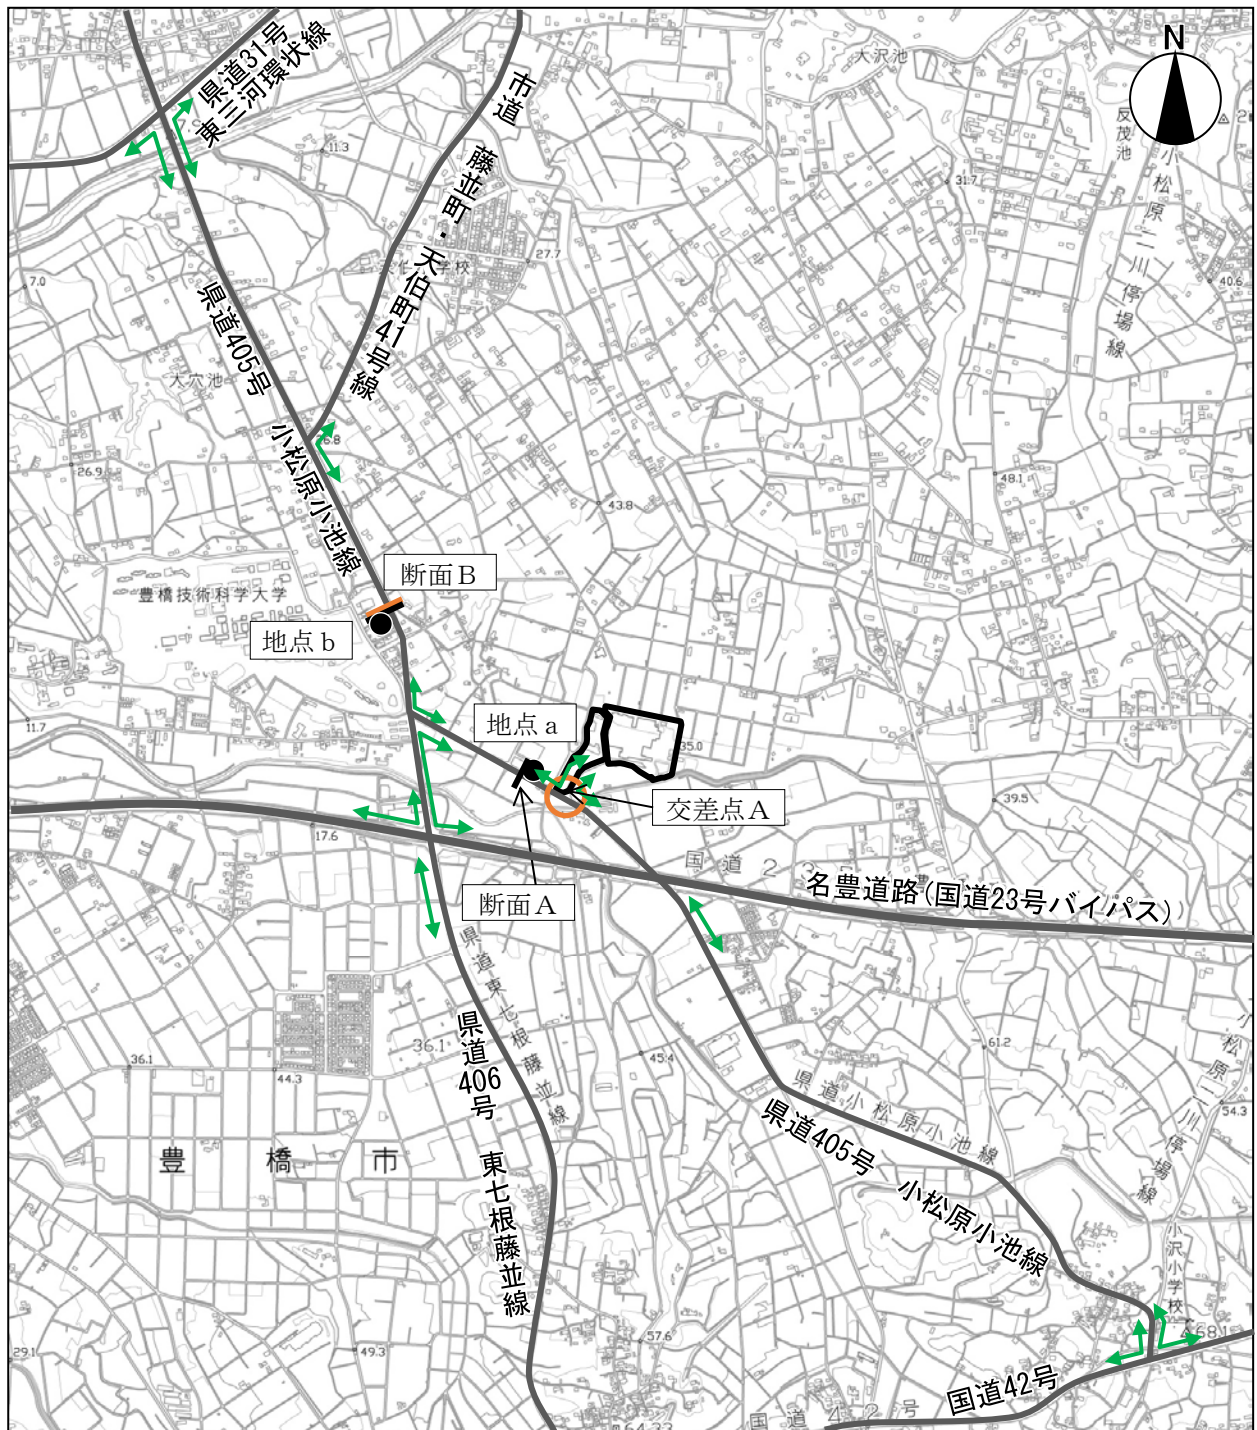 N
県道31号
東三河環状線
市道
藤並町・天伯町41号線
大沢池
反茂池
小松原二川停車場線
11.3
31.7
27.7
7.0
40.6
県道405号
小松原小池線
大穴池
26.8
26.9
48.1
43.8
断面B
豊橋技術科学大学
地点b
地点a
11.7
35.0
39.5
交差点A
17.6
国道23号
名豊道路(国道23号バイパス)
断面A
県道東七根藤並線
県道406号
東七根藤並線
36.1
36.1
44.3
45.4
61.2
県道小松原小池線
県道405号
小松原小池線
小松原二川停車場線
54.3
豊橋市
小沢小学校
68.1
29.1
49.3
57.6
国道42号
国道42号
64.33